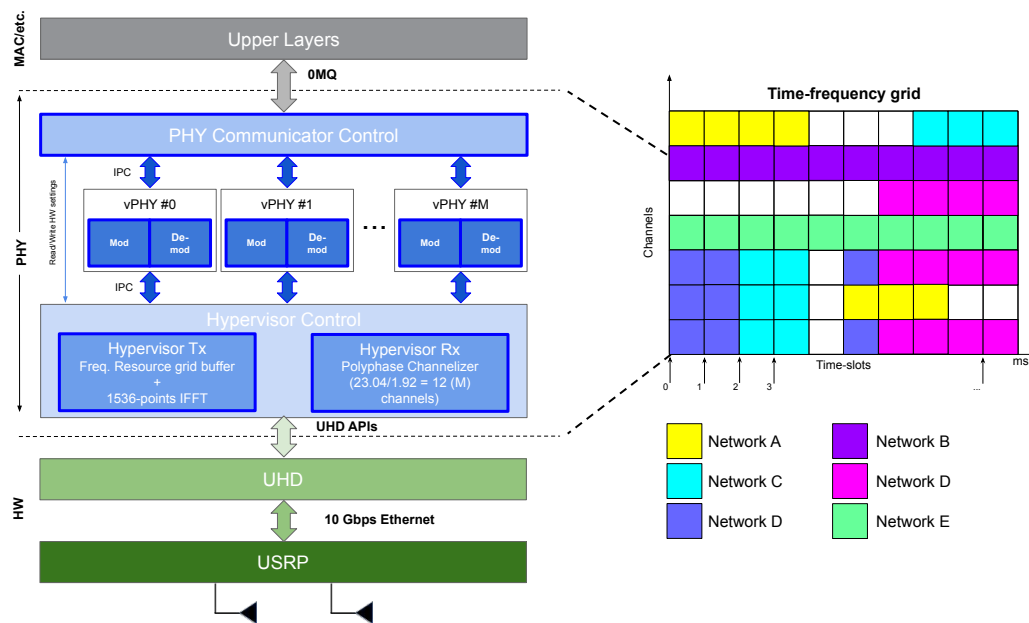 MAC/etc.
Upper Layers
0MQ
PHY
PHY Communicator Control
Read/Write HW settings
IPC
vPHY #0
Mod
De-
mod
vPHY #1
Mod
De-
mod
...
vPHY #M
Mod
De-
mod
IPC
Hypervisor Control
Hypervisor Tx
Freq. Resource grid buffer
+
1536-points IFFT
Hypervisor Rx
Polyphase Channelizer
(23.04/1.92 = 12 (M)
channels)
UHD APIs
HW
UHD
10 Gbps Ethernet
USRP
Time-frequency grid
Channels
Time-slots
ms
0
1
2
3
...
Network A
Network B
Network C
Network D
Network D
Network E